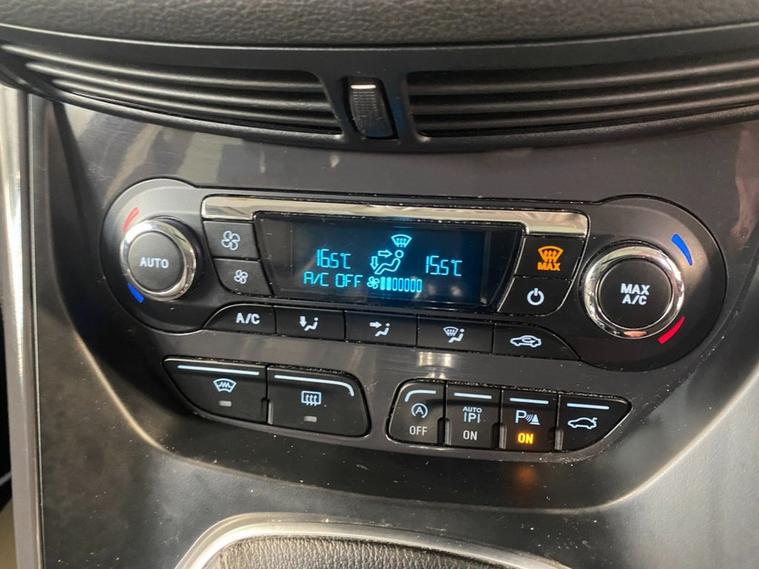 AUTO
16.5°C
15.5°C
A/C OFF
MAX
MAX
A/C
A/C
A
OFF
AUTO
P
ON
P
ON